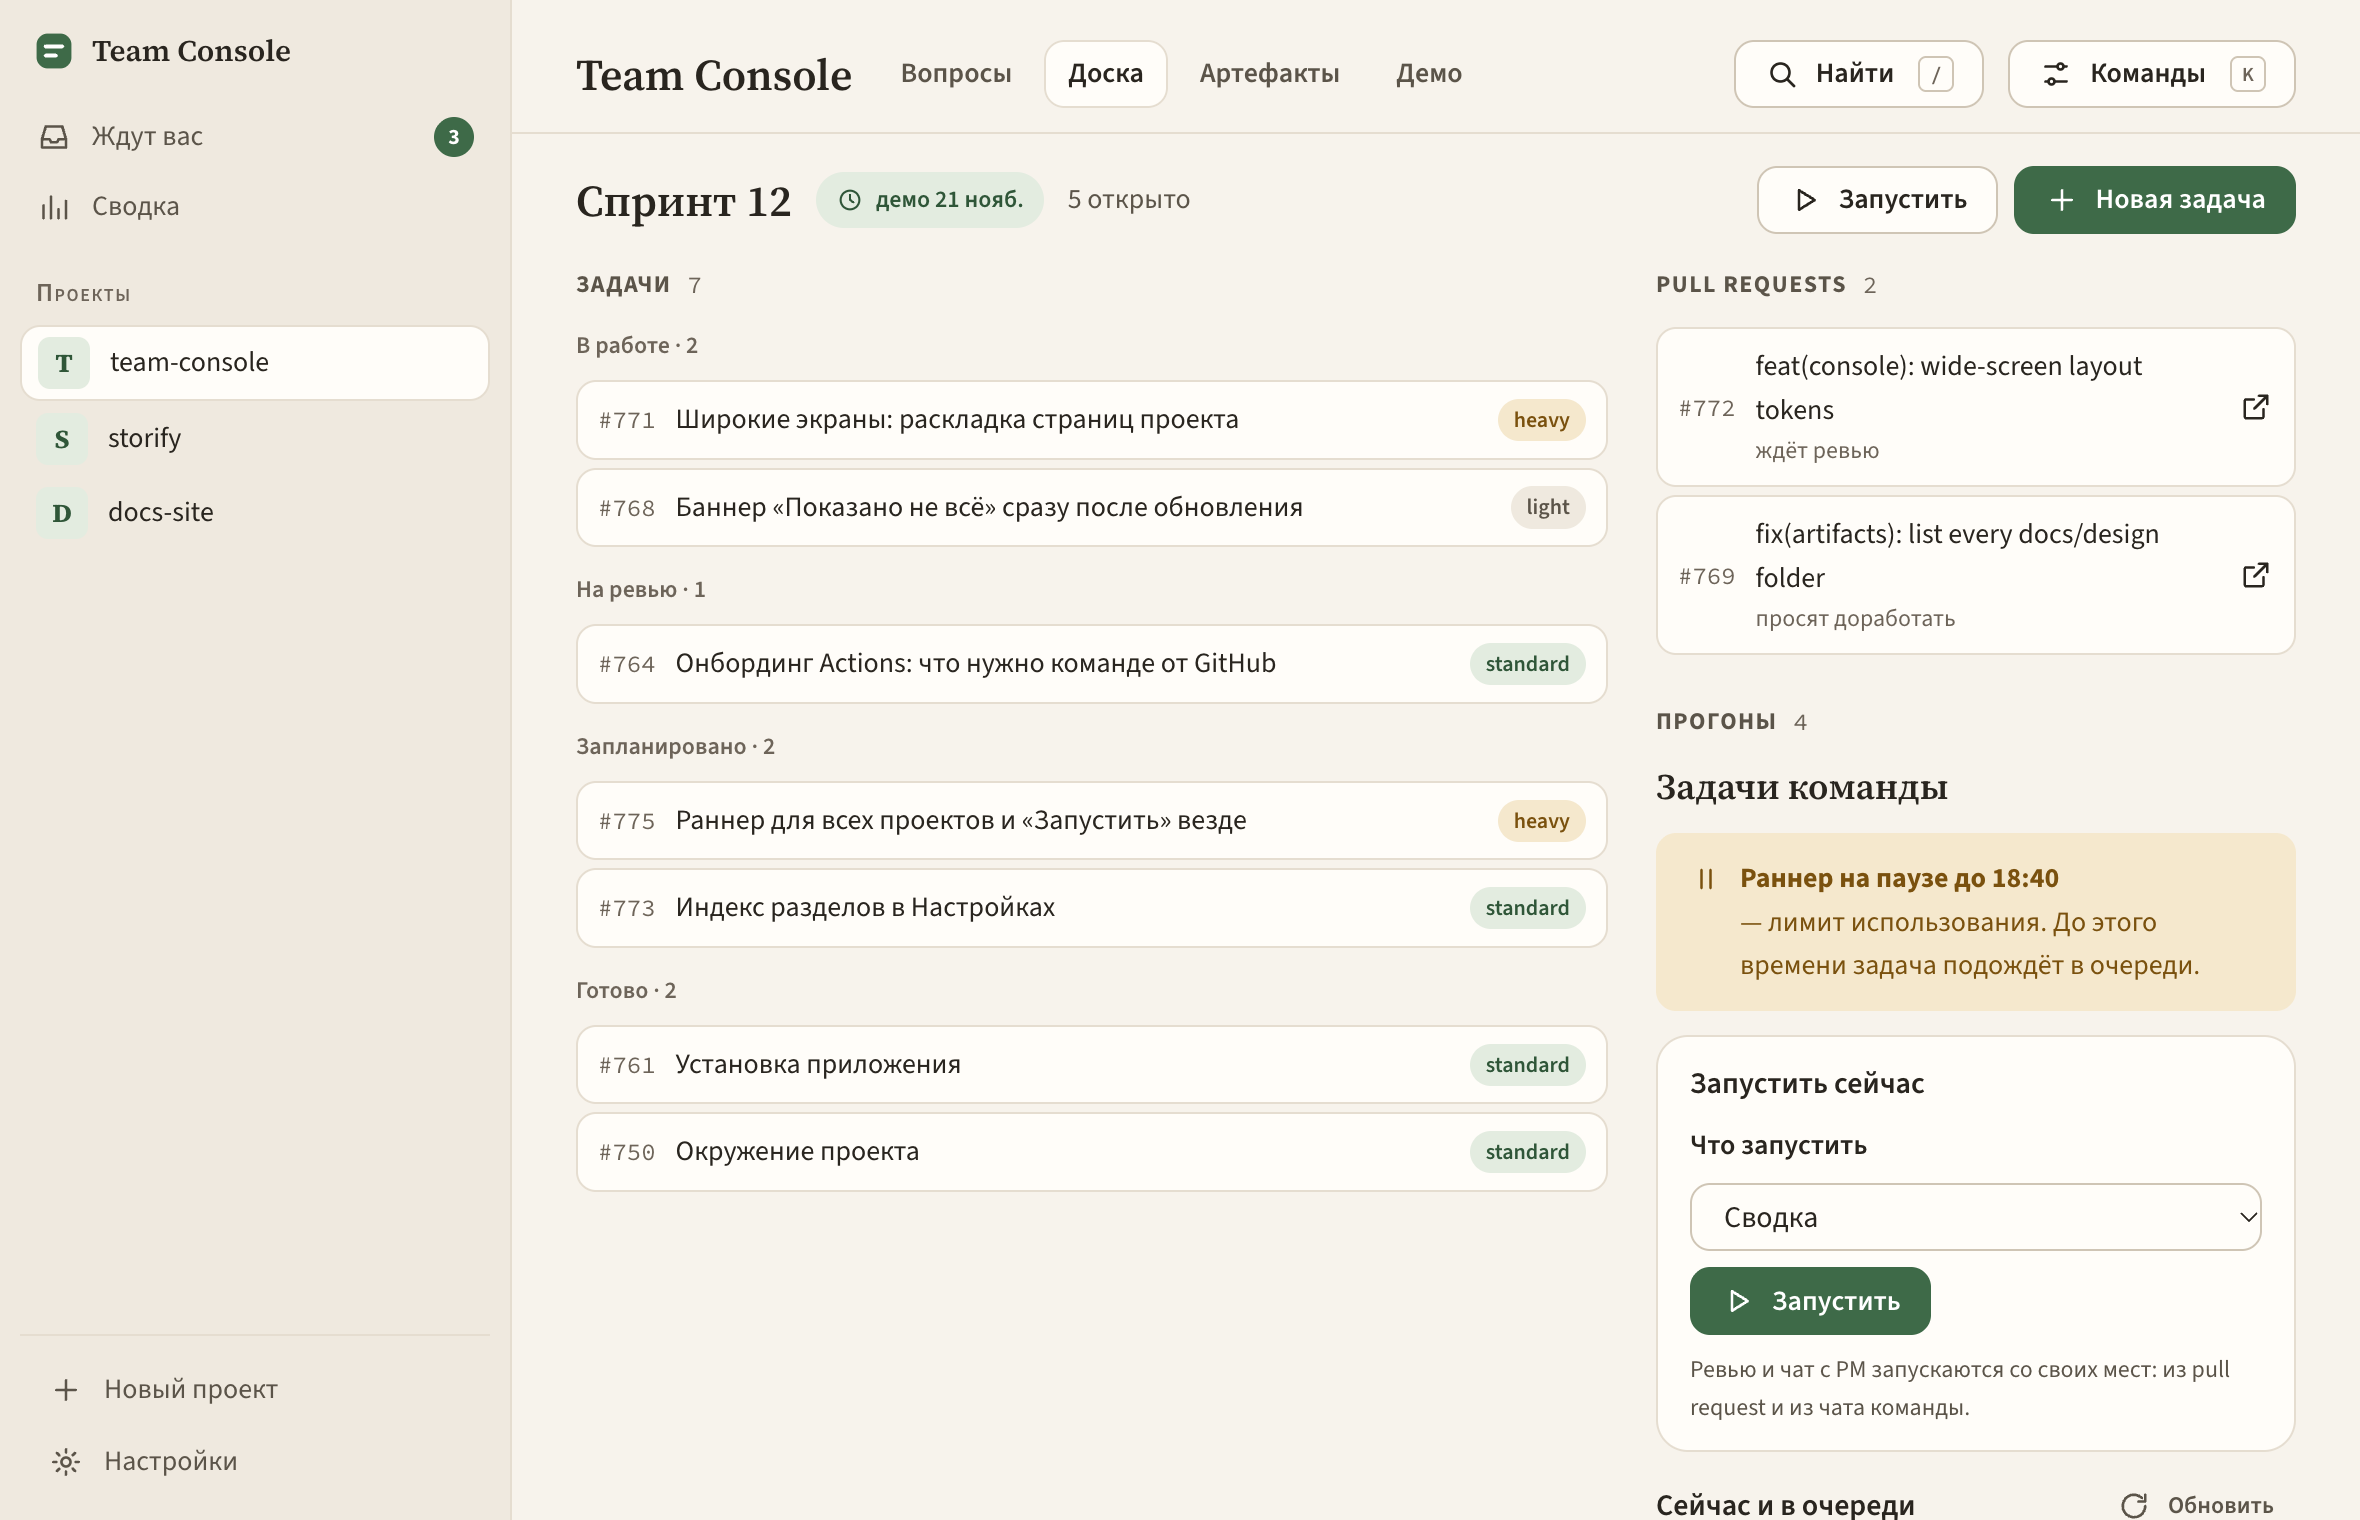 Team Console
Ждут вас
3
Сводка
Проекты
T team-console
S storify
D docs-site
Новый проект
Настройки
Team Console Вопросы Доска Артефакты Демо
Найти /
Команды K
Спринт 12 демо 21 нояб. 5 открыто
Запустить
Новая задача
ЗАДАЧИ 7
В работе · 2
#771 Широкие экраны: раскладка страниц проекта heavy
#768 Баннер «Показано не всё» сразу после обновления light
На ревью · 1
#764 Онбординг Actions: что нужно команде от GitHub standard
Запланировано · 2
#775 Раннер для всех проектов и «Запустить» везде heavy
#773 Индекс разделов в Настройках standard
Готово · 2
#761 Установка приложения standard
#750 Окружение проекта standard
PULL REQUESTS 2
feat(console): wide-screen layout
#772 tokens
ждёт ревью
fix(artifacts): list every docs/design
#769 folder
просят доработать
ПРОГОНЫ 4
Задачи команды
Раннер на паузе до 18:40
— лимит использования. До этого
времени задача подождёт в очереди.
Запустить сейчас
Что запустить
Сводка
Запустить
Ревью и чат с PM запускаются со своих мест: из pull
request и из чата команды.
Сейчас и в очереди
Обновить